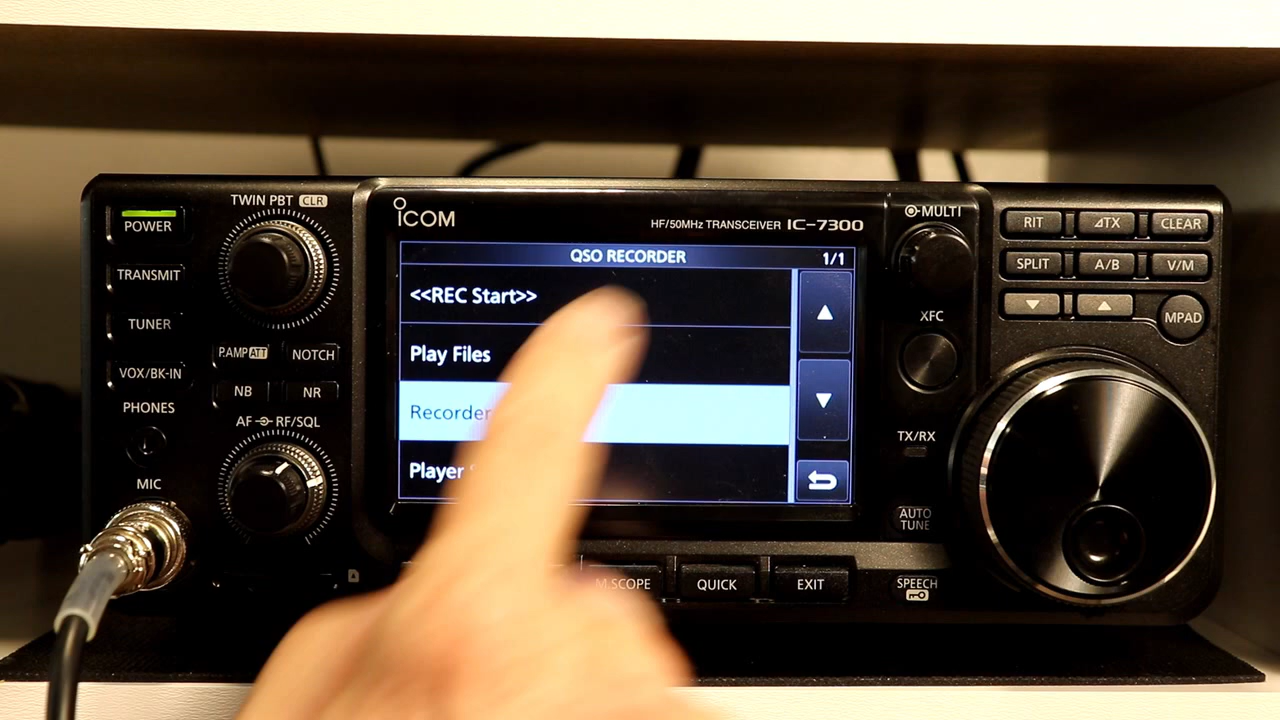 TWIN PBT CLR
POWER
TRANSMIT
TUNER
VOX/BK-IN
PHONES
MIC
P.AMP ATT
NOTCH
NB
NR
AF RF/SQL
ICOM
HF/50MHz TRANSCEIVER IC-7300
QSO RECORDER
1/1
<<REC Start>>
Play Files
Recorder
Player
M.SCOPE
QUICK
EXIT
MULTI
XFC
TX/RX
AUTO
TUNE
SPEECH
RIT
⊿TX
CLEAR
SPLIT
A/B
V/M
MPAD